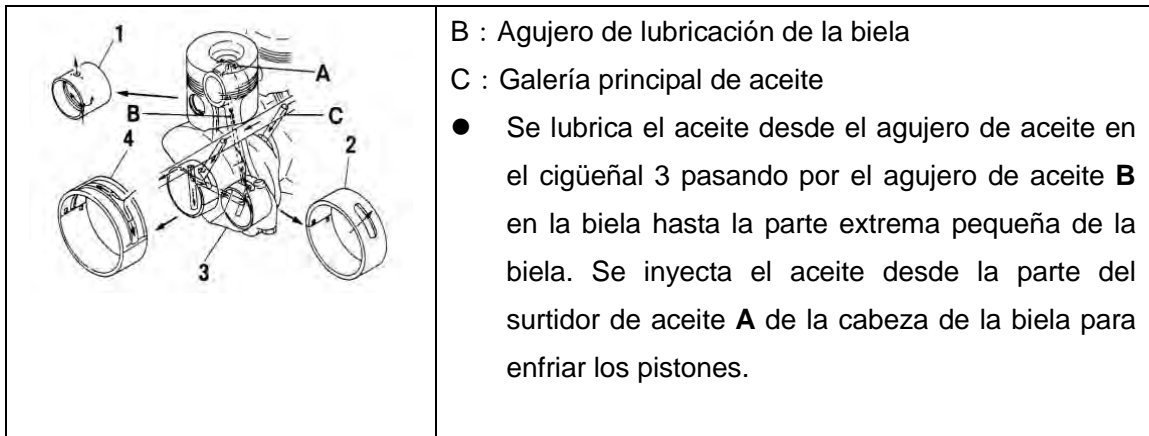 1
A
B
C
4
2
3
B：Agujero de lubricación de la biela
C：Galería principal de aceite
● Se lubrica el aceite desde el agujero de aceite en
el cigüeñal 3 pasando por el agujero de aceite B
en la biela hasta la parte extrema pequeña de la
biela. Se inyecta el aceite desde la parte del
surtidor de aceite A de la cabeza de la biela para
enfriar los pistones.